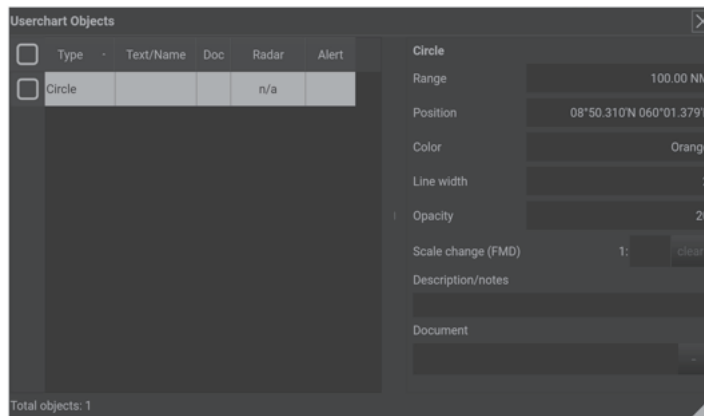 Userchart Objects
Type Text/Name Doc Radar Alert
Circle n/a
Total objects: 1
Circle
Range 100.00 NM
Position 08°50.310'N 060°01.379'
Color Orange
Line width
Opacity 20
Scale change (FMD) 1: clear
Description/notes
Document